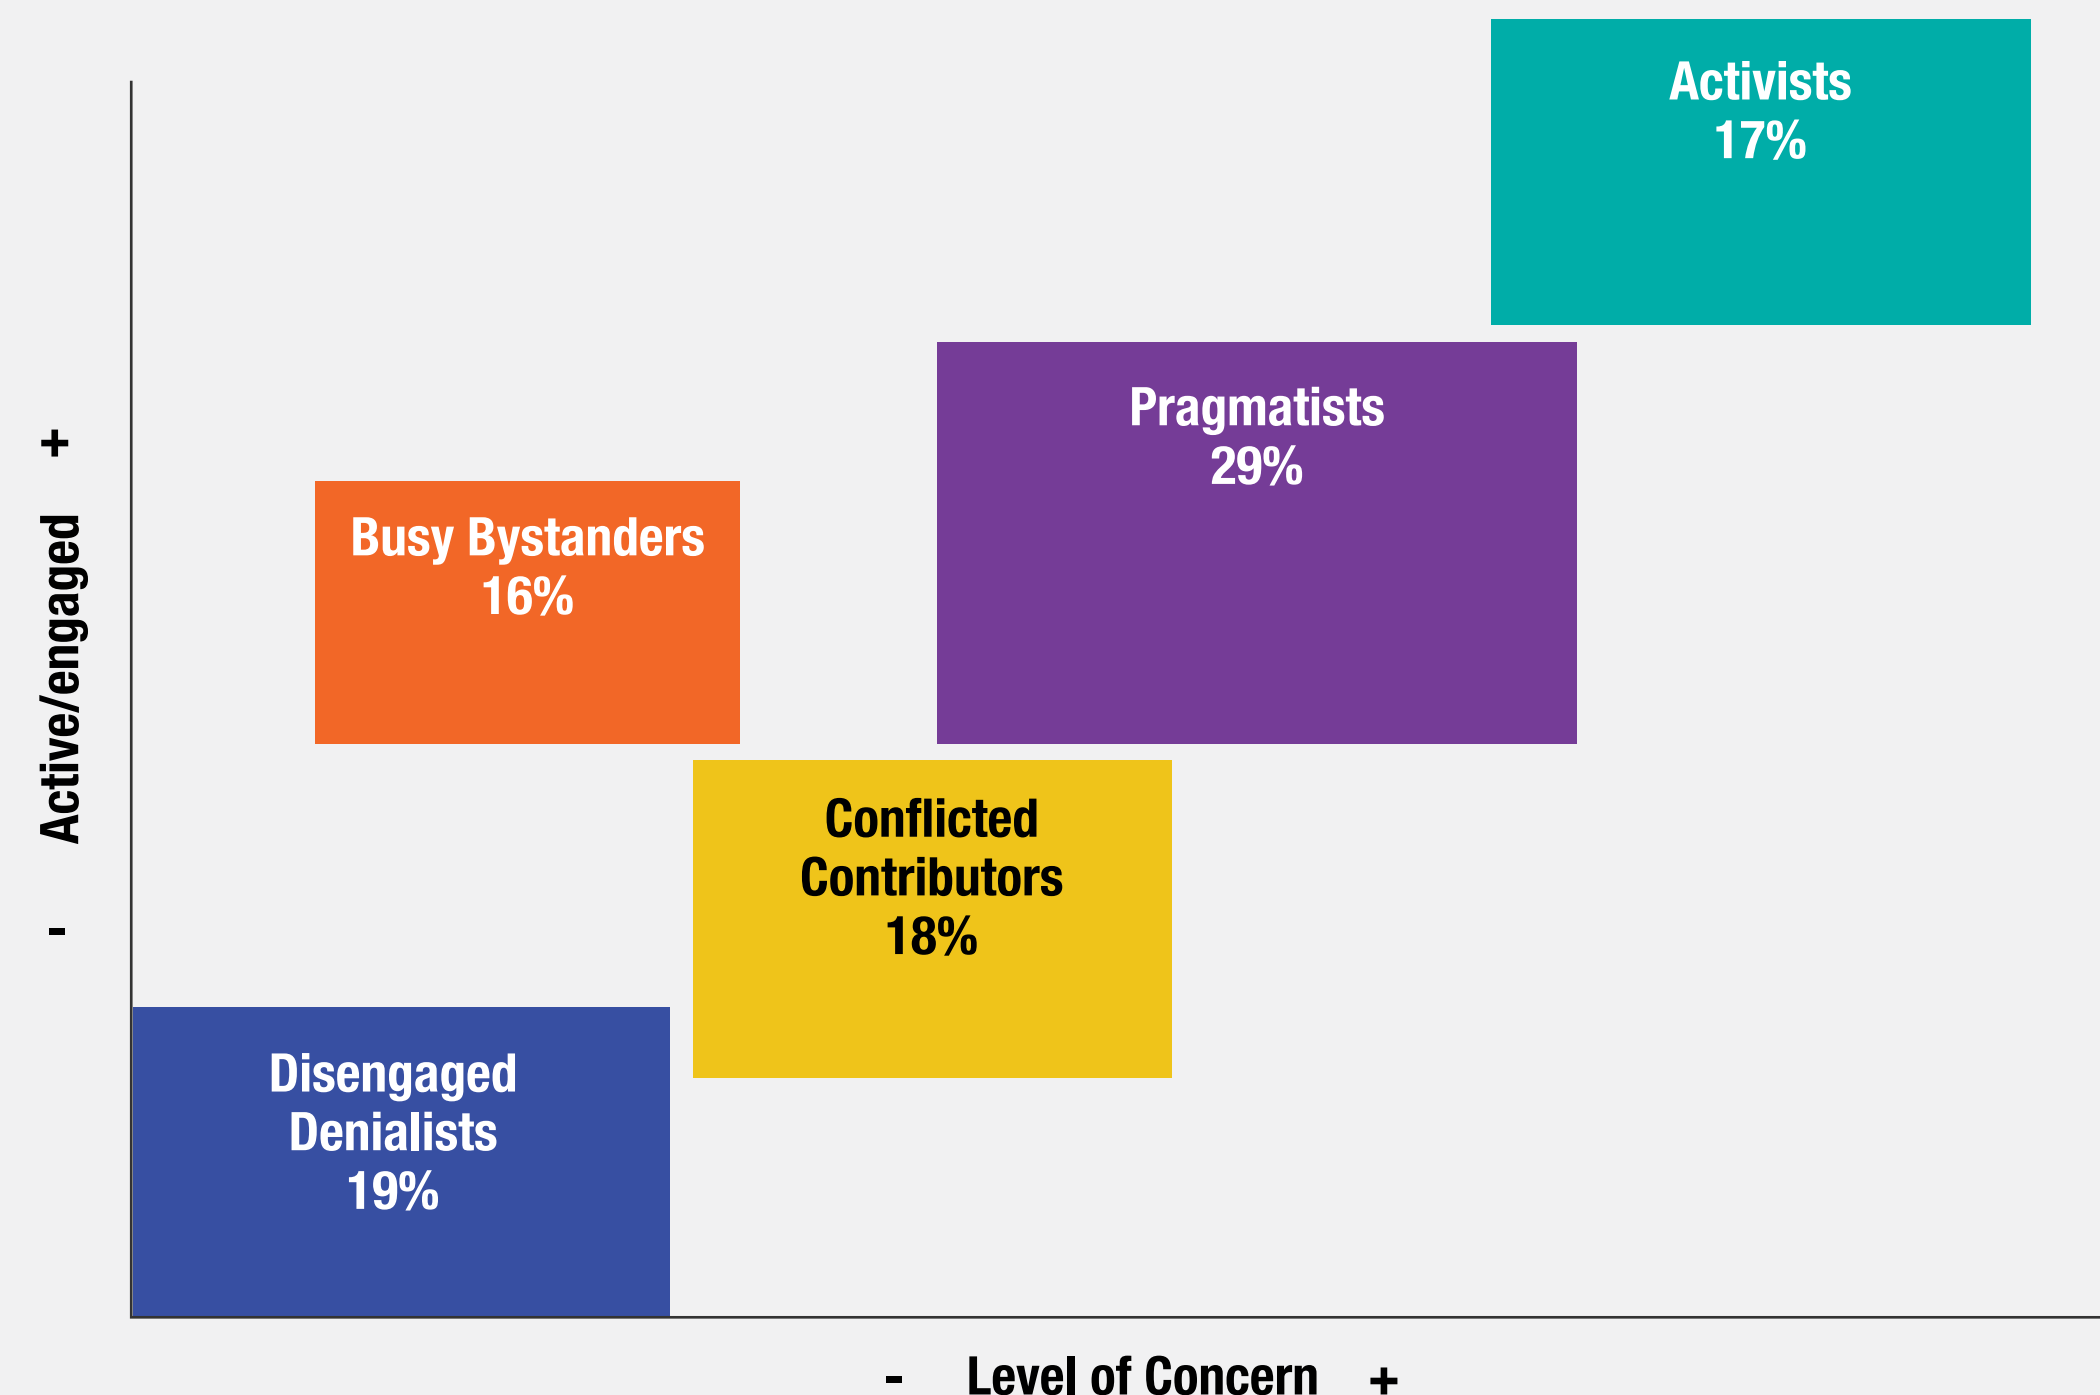 Activists
17%
Pragmatists
29%
Busy Bystanders
16%
Conflicted
Contributors
18%
Disengaged
Denialists
19%
- Active/engaged +
- Level of Concern +